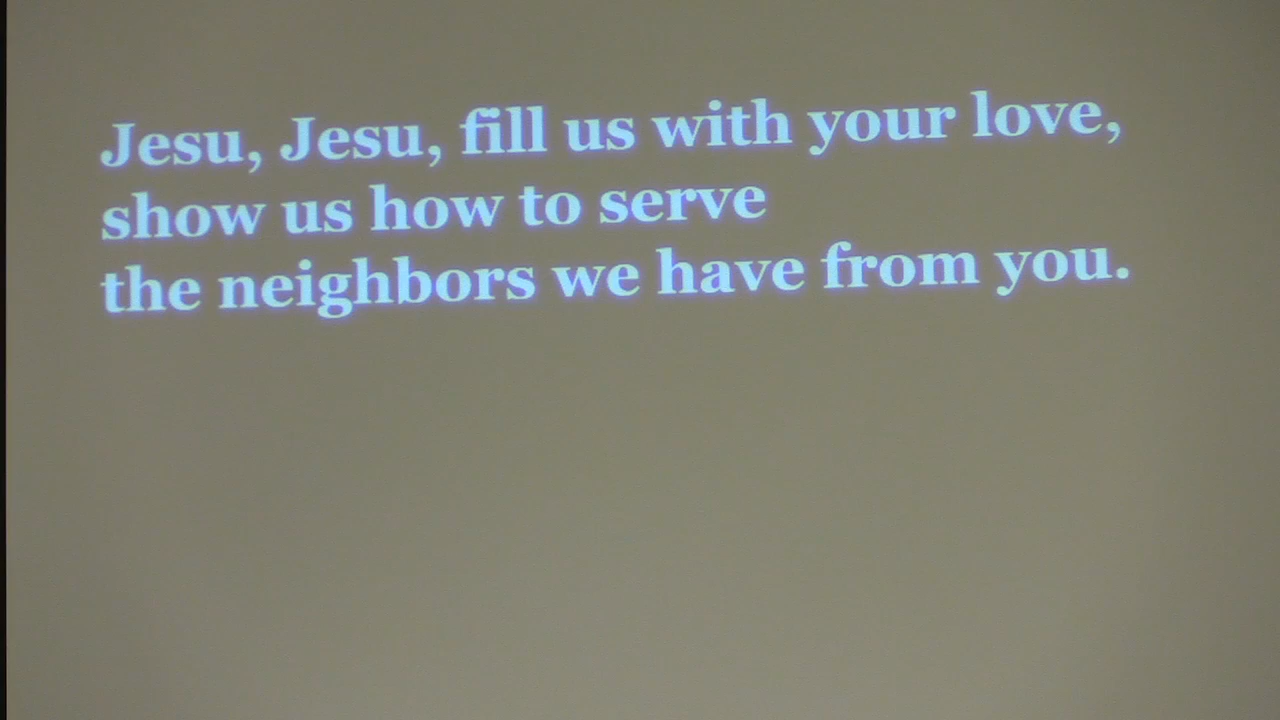 Jesu, Jesu, fill us with your love,
show us how to serve
the neighbors we have from you.